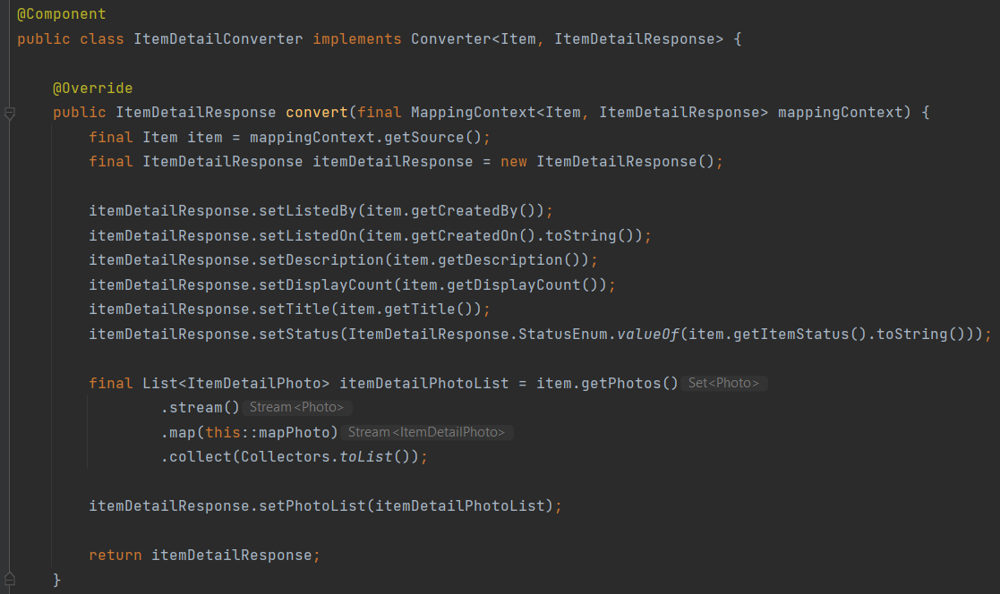 @Component
public class ItemDetailConverter implements Converter<Item, ItemDetailResponse> {
@Override
public ItemDetailResponse convert(final MappingContext<Item, ItemDetailResponse> mappingContext) {
final Item item = mappingContext.getSource();
final ItemDetailResponse itemDetailResponse = new ItemDetailResponse();
itemDetailResponse.setListedBy(item.getCreatedBy());
itemDetailResponse.setListedOn(item.getCreatedOn().toString());
itemDetailResponse.setDescription(item.getDescription());
itemDetailResponse.setDisplayCount(item.getDisplayCount());
itemDetailResponse.setTitle(item.getTitle());
itemDetailResponse.setStatus(ItemDetailResponse.StatusEnum.valueOf(item.getItemStatus().toString()));
final List<ItemDetailPhoto> itemDetailPhotoList = item.getPhotos() Set<Photo>
.stream() Stream<Photo>
.map(this::mapPhoto) Stream<ItemDetailPhoto>
.collect(Collectors.toList());
itemDetailResponse.setPhotoList(itemDetailPhotoList);
return itemDetailResponse;
}